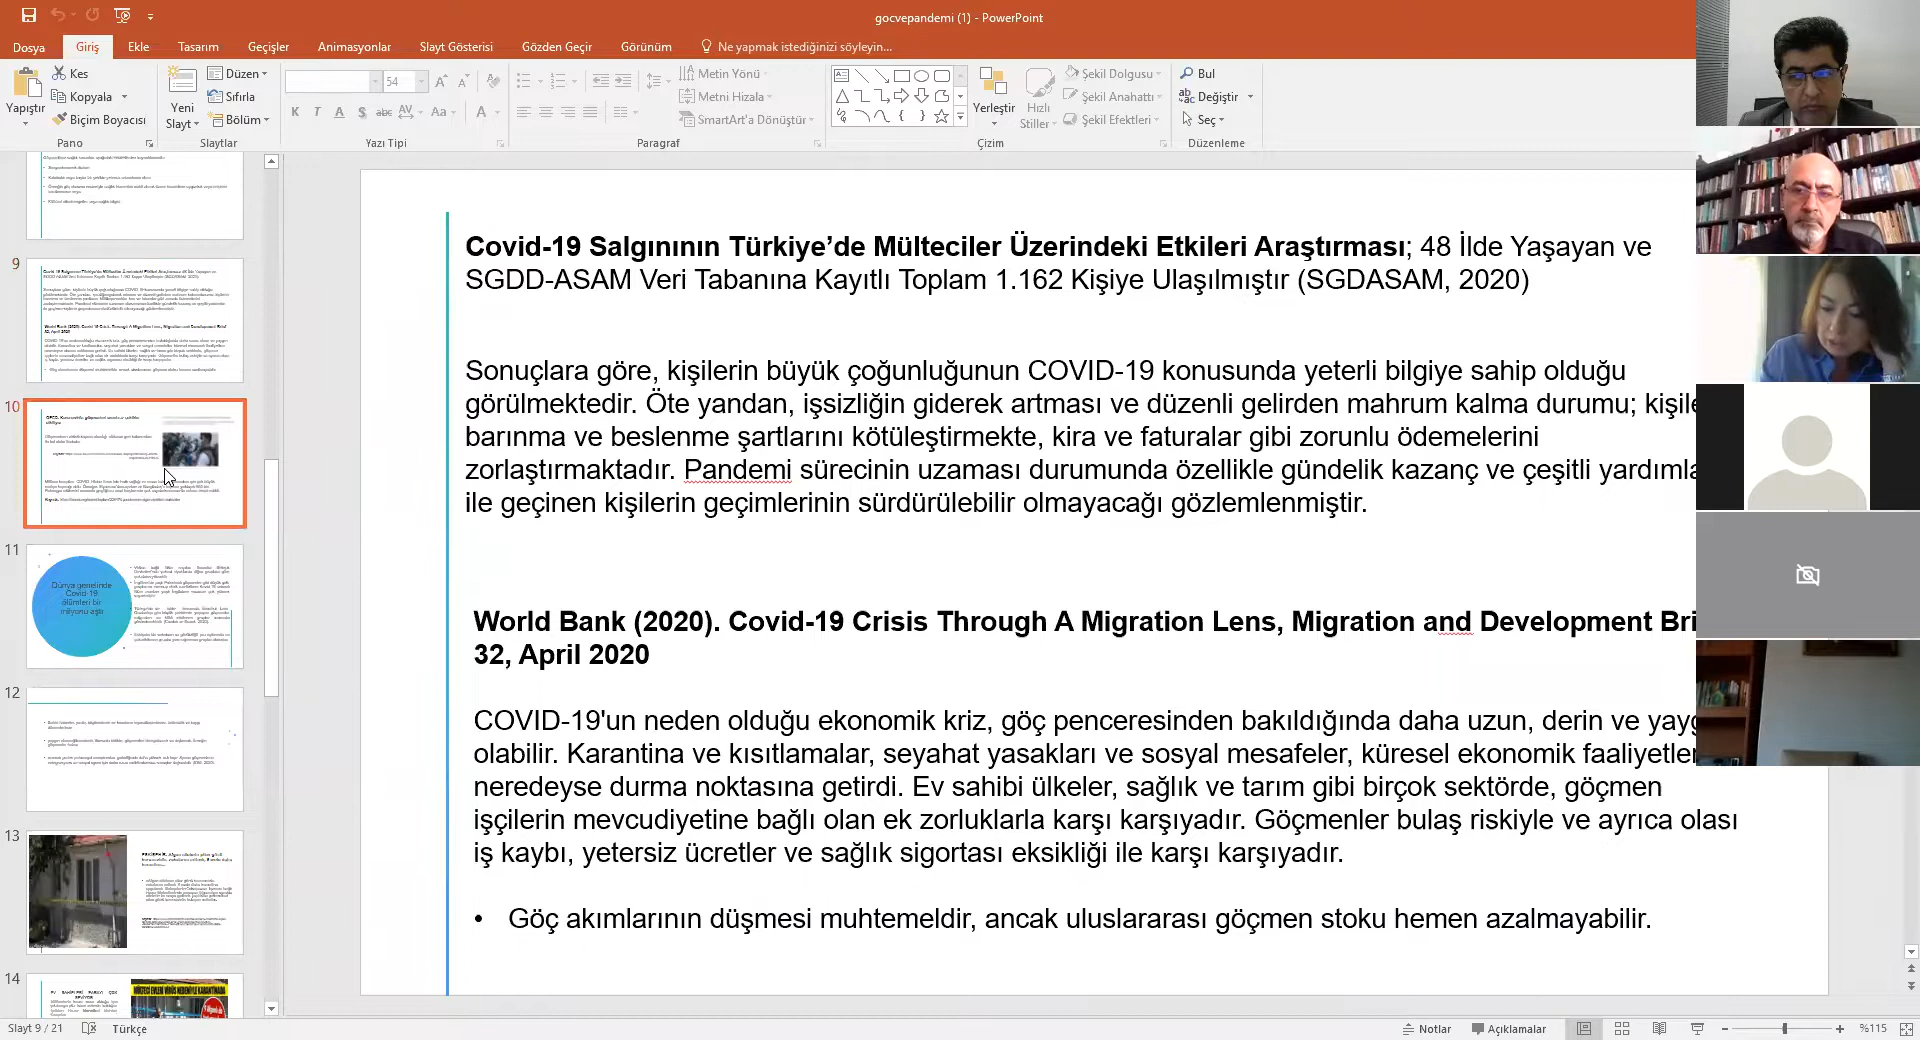 gocvepandemi (1) - PowerPoint
Dosya Giriş Ekle Tasarım Geçişler Animasyonlar Slayt Gösterisi Gözden Geçir Görünüm Ne yapmak istediğinizi söyleyin...
Yapıştır
Kes
Kopyala
Biçim Boyacısı
Pano
Yeni Slayt
Düzen
Sıfırla
Bölüm
Slaytlar
54
K T A S abc AV Aa A
Yazı Tipi
Metin Yönü
Metni Hizala
SmartArt'a Dönüştür
Paragraf
Yerleştir
Hızlı Stiller
Şekil Dolgusu
Şekil Anahattı
Şekil Efektleri
Çizim
Bul
Değiştir
Seç
Düzenleme
9
10
11
Dünya genelinde
Covid-19
ölümleri bir
milyonu aştı
12
13
14
Covid-19 Salgınının Türkiye’de Mülteciler Üzerindeki Etkileri Araştırması; 48 İlde Yaşayan ve
SGDD-ASAM Veri Tabanına Kayıtlı Toplam 1.162 Kişiye Ulaşılmıştır (SGDASAM, 2020)
Sonuçlara göre, kişilerin büyük çoğunluğunun COVID-19 konusunda yeterli bilgiye sahip olduğu
görülmektedir. Öte yandan, işsizliğin giderek artması ve düzenli gelirden mahrum kalma durumu; kişile
barınma ve beslenme şartlarını kötüleştirmekte, kira ve faturalar gibi zorunlu ödemelerini
zorlaştırmaktadır. Pandemi sürecinin uzaması durumunda özellikle gündelik kazanç ve çeşitli yardımla
ile geçinen kişilerin geçimlerinin sürdürülebilir olmayacağı gözlemlenmiştir.
World Bank (2020). Covid-19 Crisis Through A Migration Lens, Migration and Development Bri
32, April 2020
COVID-19'un neden olduğu ekonomik kriz, göç penceresinden bakıldığında daha uzun, derin ve yayg
olabilir. Karantina ve kısıtlamalar, seyahat yasakları ve sosyal mesafeler, küresel ekonomik faaliyetler
neredeyse durma noktasına getirdi. Ev sahibi ülkeler, sağlık ve tarım gibi birçok sektörde, göçmen
işçilerin mevcudiyetine bağlı olan ek zorluklarla karşı karşıyadır. Göçmenler bulaş riskiyle ve ayrıca olası
iş kaybı, yetersiz ücretler ve sağlık sigortası eksikliği ile karşı karşıyadır.
• Göç akımlarının düşmesi muhtemeldir, ancak uluslararası göçmen stoku hemen azalmayabilir.
Slayt 9 / 21 Türkçe Notlar Açıklamalar %115